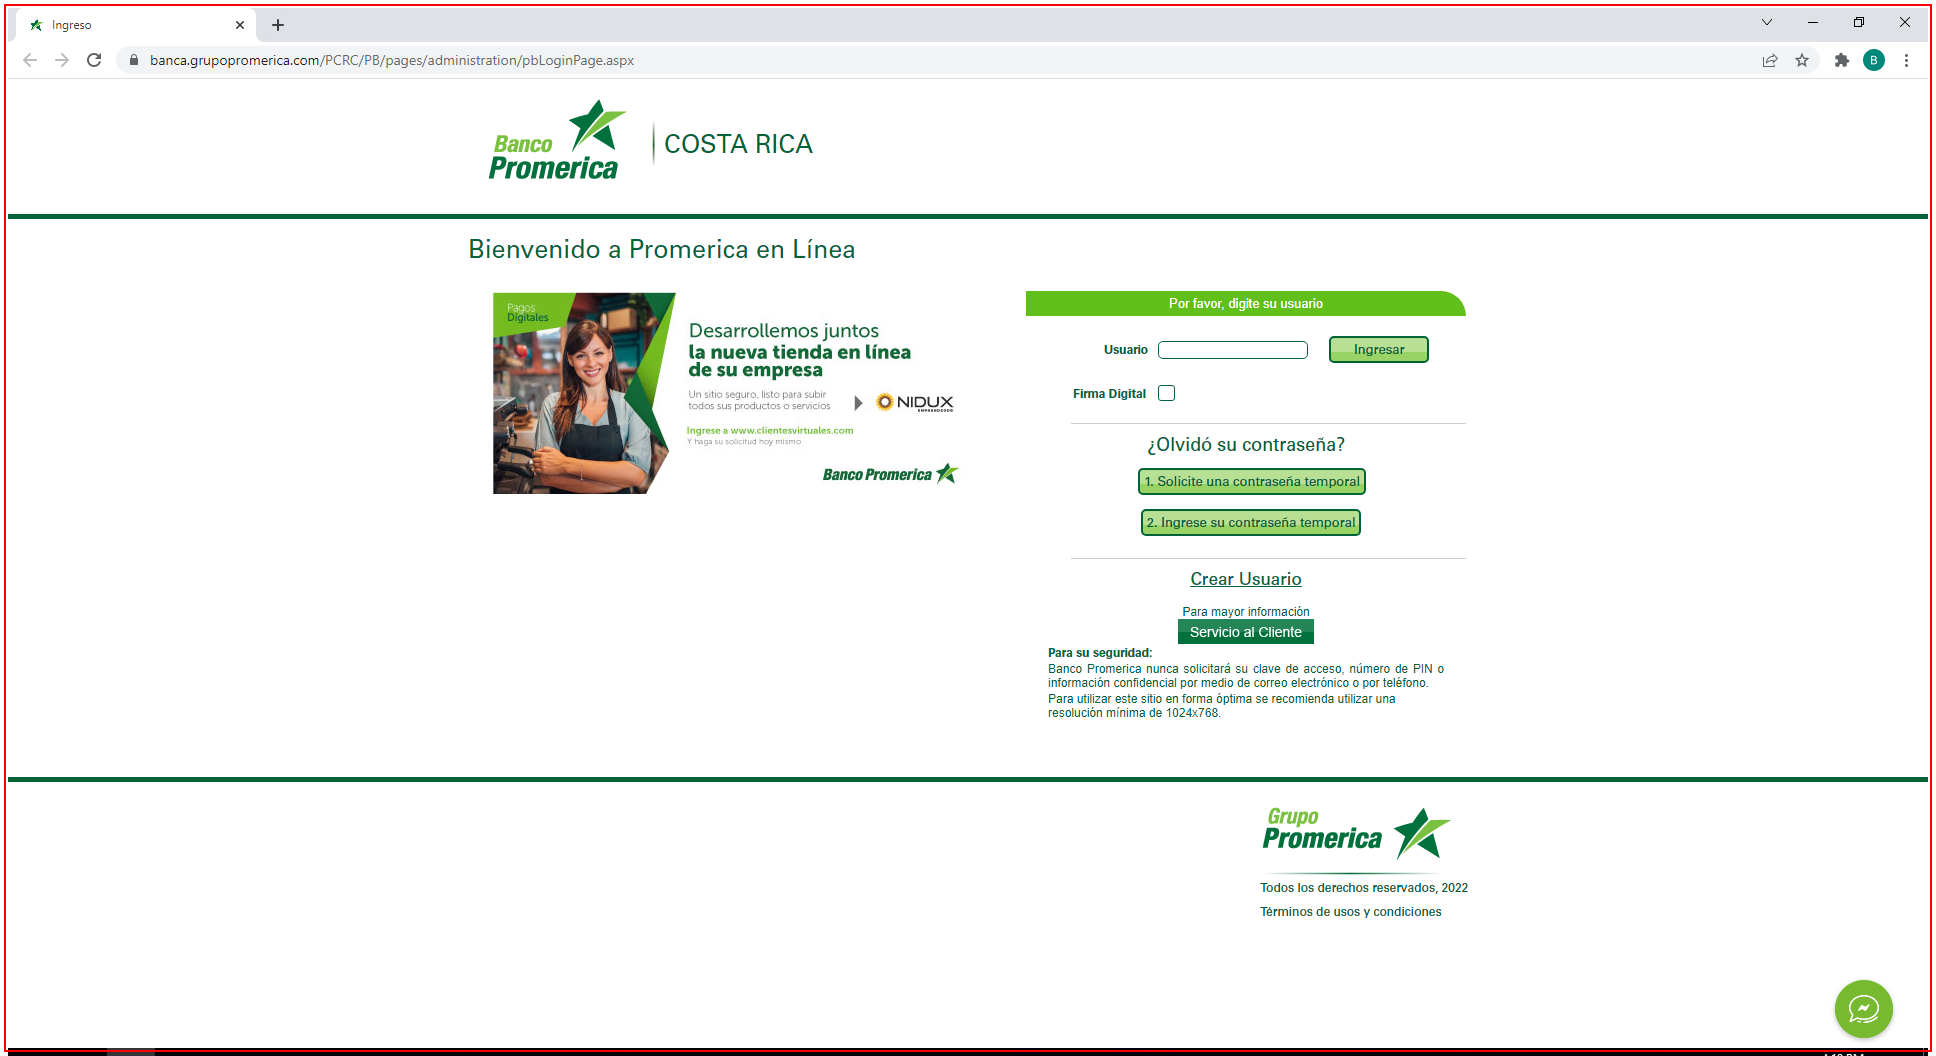 Ingreso
banca.grupopromerica.com/PCRC/PB/pages/administration/pbLoginPage.aspx
B
Banco
Promerica
COSTA RICA
Bienvenido a Promerica en Línea
Pagos
Digitales
Desarrollemos juntos
la nueva tienda en línea
de su empresa
Un sitio seguro, listo para subir
todos sus productos o servicios
NIDUX
EMPRENDEDOR
Ingrese a www.clientesvirtuales.com
Y haga su solicitud hoy mismo
Banco Promerica
Por favor, digite su usuario
Usuario
Ingresar
Firma Digital
¿Olvidó su contraseña?
1. Solicite una contraseña temporal
2. Ingrese su contraseña temporal
Crear Usuario
Para mayor información
Servicio al Cliente
Para su seguridad:
Banco Promerica nunca solicitará su clave de acceso, número de PIN o
información confidencial por medio de correo electrónico o por teléfono.
Para utilizar este sitio en forma óptima se recomienda utilizar una
resolución mínima de 1024x768.
Grupo
Promerica
Todos los derechos reservados, 2022
Términos de usos y condiciones